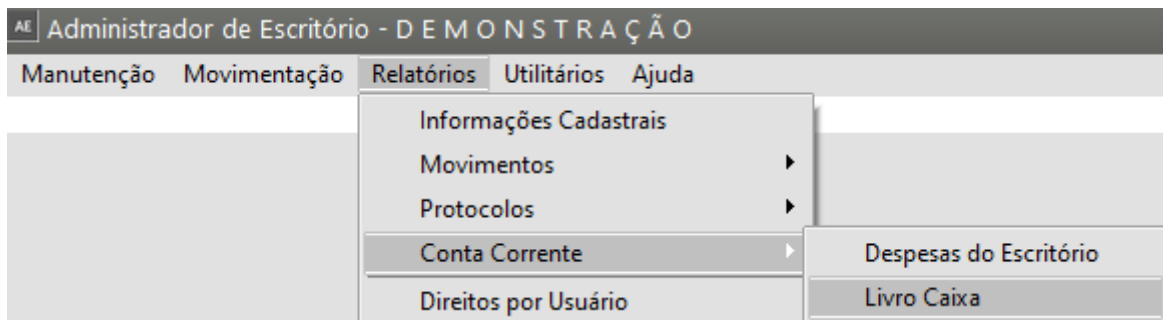 AE Administrador de Escritório - D E M O N S T R A Ç Ã O
Manutenção Movimentação Relatórios Utilitários Ajuda
Informações Cadastrais
Movimentos
Protocolos
Conta Corrente
Despesas do Escritório
Direitos por Usuário
Livro Caixa